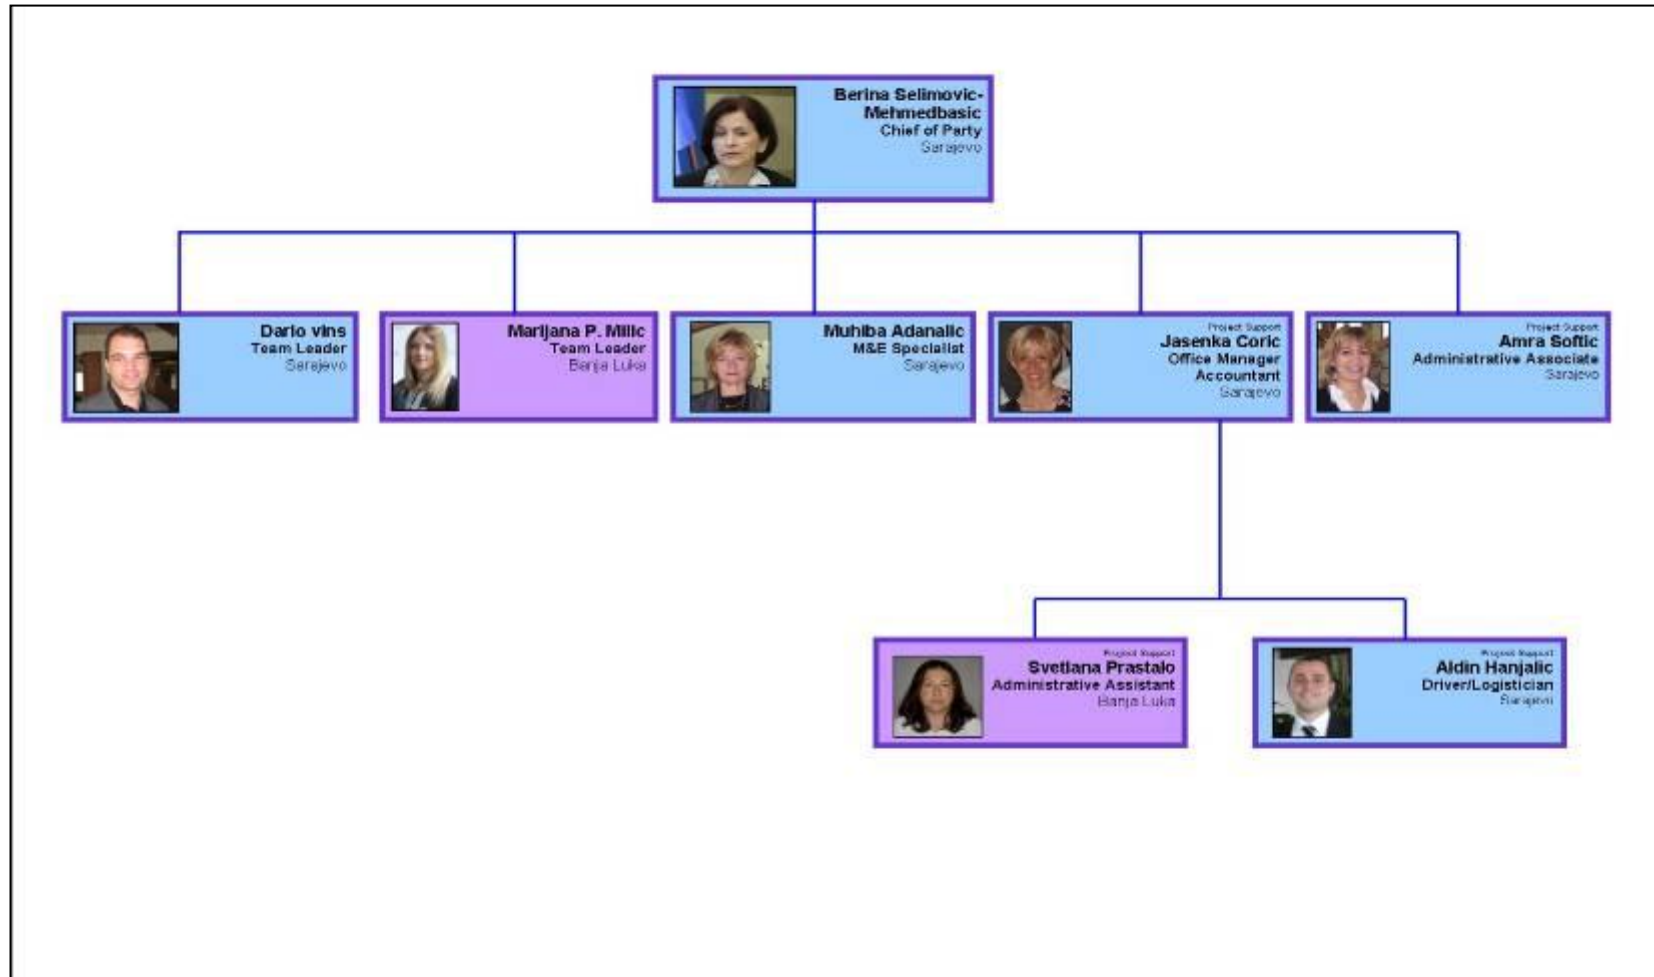 Berina Selimovic-
Mehmedbasic
Chief of Party
Sarajevo
Dario vins
Team Leader
Sarajevo
Marijana P. Milic
Team Leader
Banja Luka
Muhiba Adanalic
M&E Specialist
Sarajevo
Project Support
Jasenka Coric
Office Manager
Accountant
Sarajevo
Project Support
Amra Softic
Administrative Associate
Sarajevo
Project Support
Svetlana Prastalo
Administrative Assistant
Banja Luka
Project Support
Aldin Hanjalic
Driver/Logistician
Sarajevo